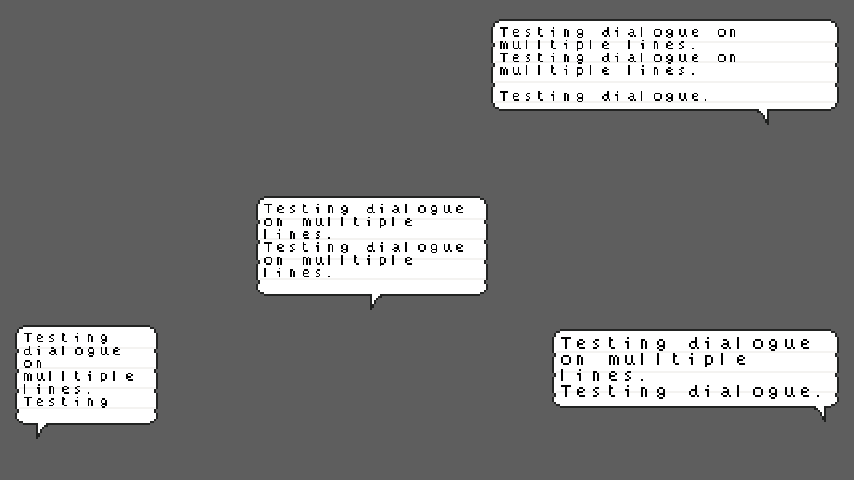 Testing dialogue on
mulltiple lines.
Testing dialogue on
mulltiple lines.
Testing dialogue.
Testing dialogue
on mulltiple
lines.
Testing dialogue
on mulltiple
lines.
Testing
dialogue
on
mulltiple
lines.
Testing
Testing dialogue
on mulltiple
lines.
Testing dialogue.